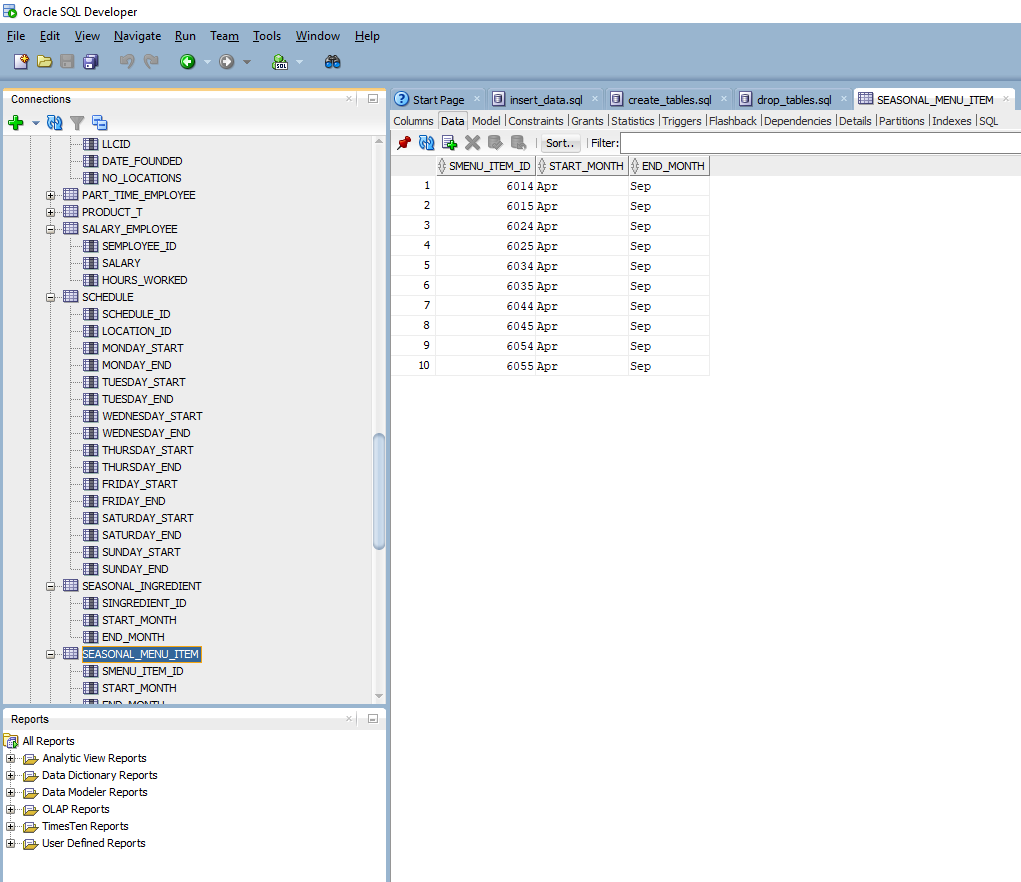 Oracle SQL Developer
File Edit View Navigate Run Team Tools Window Help
SQL
Connections
LLCID
DATE_FOUNDED
NO_LOCATIONS
PART_TIME_EMPLOYEE
PRODUCT_T
SALARY_EMPLOYEE
SEMPLOYEE_ID
SALARY
HOURS_WORKED
SCHEDULE
SCHEDULE_ID
LOCATION_ID
MONDAY_START
MONDAY_END
TUESDAY_START
TUESDAY_END
WEDNESDAY_START
WEDNESDAY_END
THURSDAY_START
THURSDAY_END
FRIDAY_START
FRIDAY_END
SATURDAY_START
SATURDAY_END
SUNDAY_START
SUNDAY_END
SEASONAL_INGREDIENT
SINGREDIENT_ID
START_MONTH
END_MONTH
SEASONAL_MENU_ITEM
SMENU_ITEM_ID
START_MONTH
END_MONTH
Reports
All Reports
Analytic View Reports
Data Dictionary Reports
Data Modeler Reports
OLAP Reports
TimesTen Reports
User Defined Reports
Start Page insert_data.sql create_tables.sql drop_tables.sql SEASONAL_MENU_ITEM
Columns Data Model Constraints Grants Statistics Triggers Flashback Dependencies Details Partitions Indexes SQL
Sort.. Filter:
SMENU_ITEM_ID START_MONTH END_MONTH
1 6014 Apr Sep
2 6015 Apr Sep
3 6024 Apr Sep
4 6025 Apr Sep
5 6034 Apr Sep
6 6035 Apr Sep
7 6044 Apr Sep
8 6045 Apr Sep
9 6054 Apr Sep
10 6055 Apr Sep